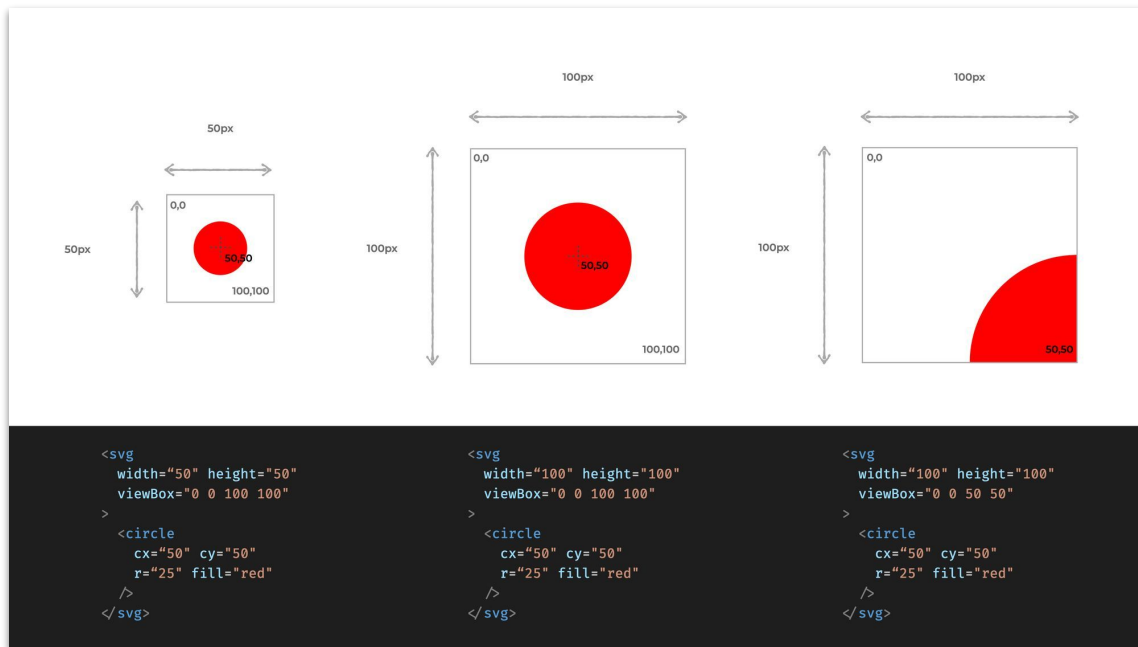 50px
50px
0,0
50,50
100,100
100px
100px
0,0
50,50
100,100
100px
100px
0,0
50,50
<svg
width=“50" height="50"
viewBox="0 0 100 100"
>
<circle
cx=“50" cy="50"
r=“25" fill="red"
/>
</svg>
<svg
width=“100" height="100"
viewBox="0 0 100 100"
>
<circle
cx=“50" cy="50"
r=“25" fill="red"
/>
</svg>
<svg
width=“100" height="100"
viewBox="0 0 50 50"
>
<circle
cx=“50" cy="50"
r=“25" fill="red"
/>
</svg>